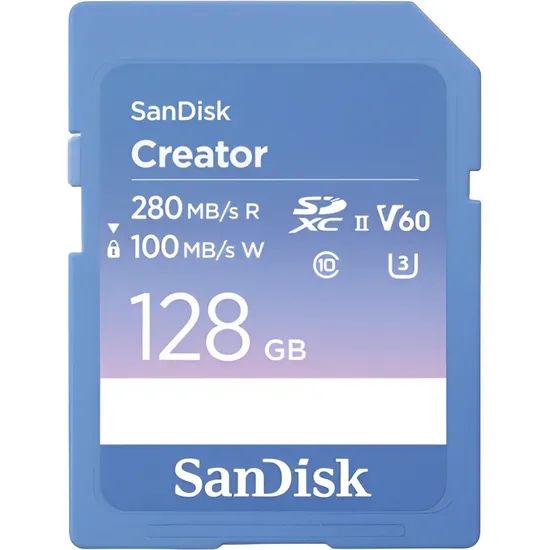 SanDisk
Creator
280 MB/s R
100 MB/s W
SD XC II V60
10 3
128 GB
SanDisk